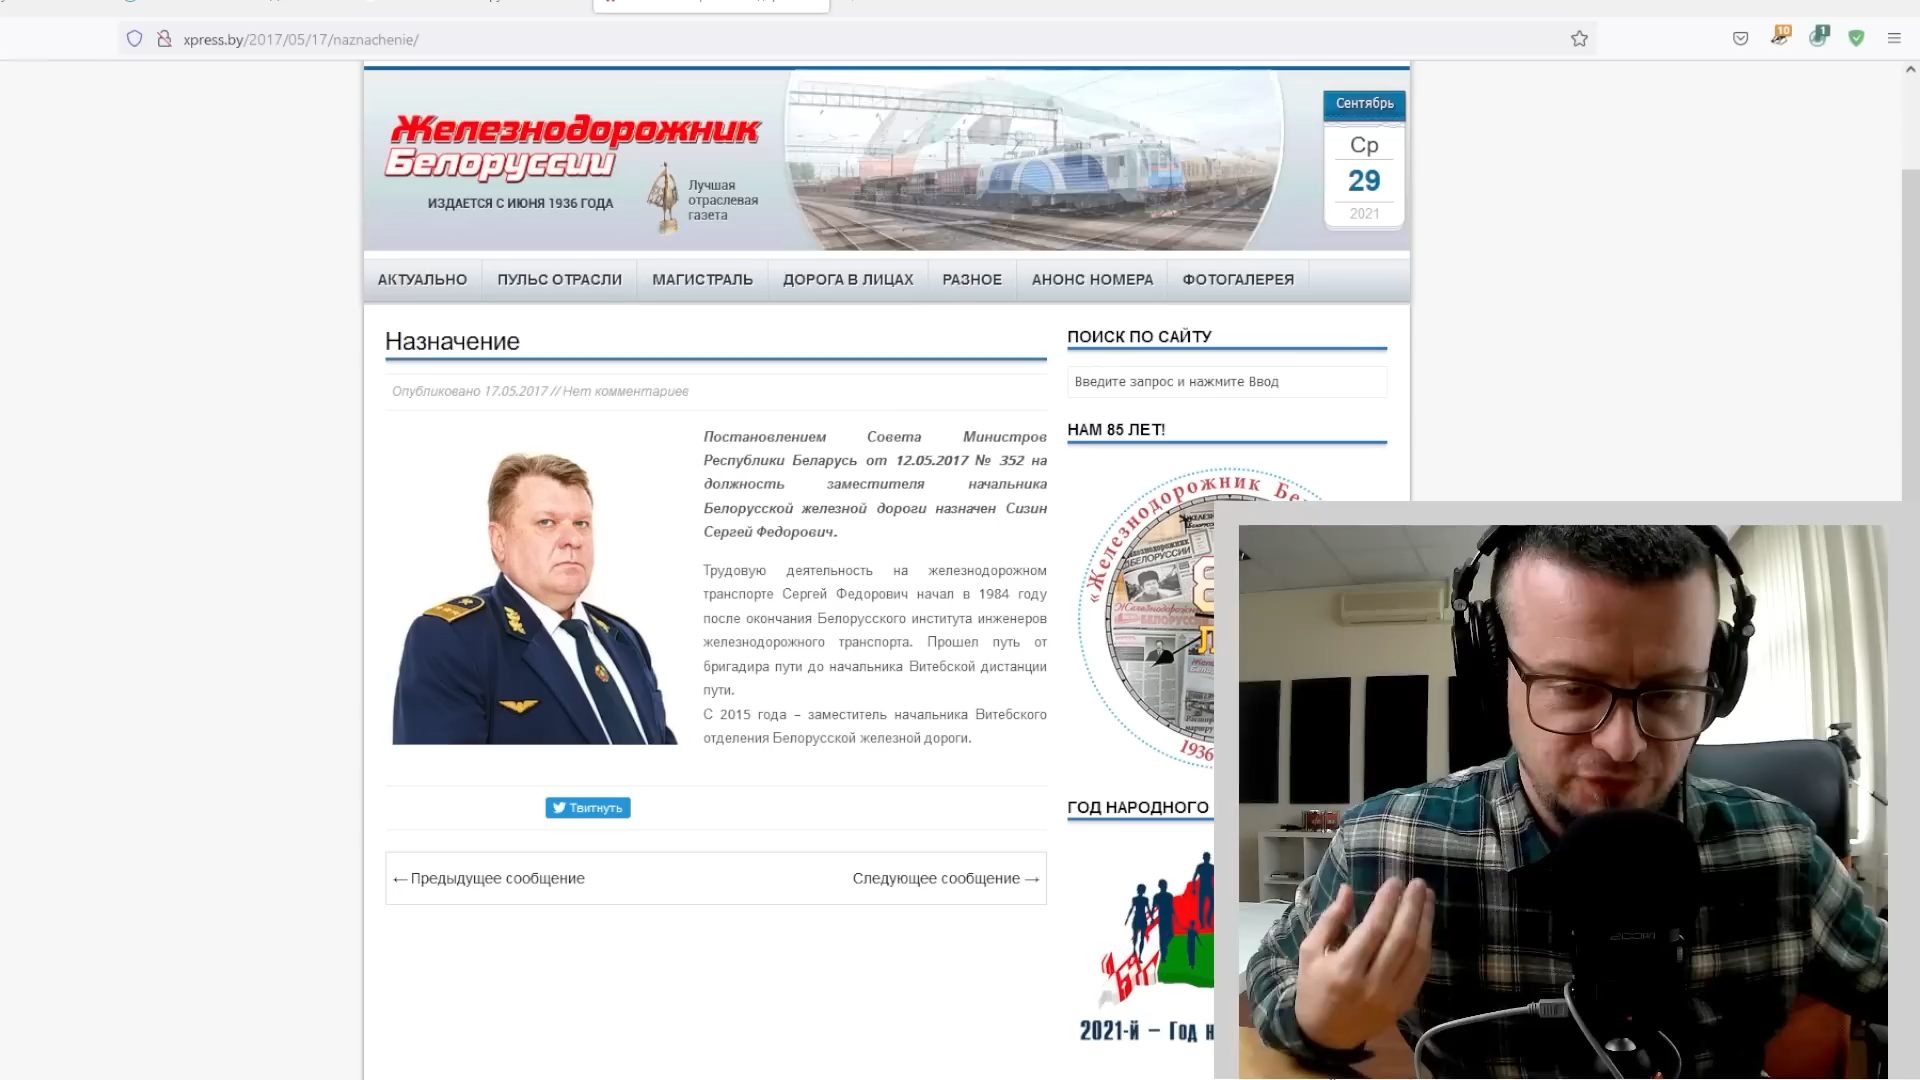 xpress.by/2017/05/17/naznachenie/
10
1
Железнодорожник
Белоруссии
ИЗДАЕТСЯ С ИЮНЯ 1936 ГОДА
Лучшая
отраслевая
газета
Сентябрь
Ср
29
2021
АКТУАЛЬНО ПУЛЬС ОТРАСЛИ МАГИСТРАЛЬ ДОРОГА В ЛИЦАХ РАЗНОЕ АНОНС НОМЕРА ФОТОГАЛЕРЕЯ
Назначение
Опубликовано 17.05.2017 // Нет комментариев
Постановлением Совета Министров
Республики Беларусь от 12.05.2017 № 352 на
должность заместителя начальника
Белорусской железной дороги назначен Сизин
Сергей Федорович.
Трудовую деятельность на железнодорожном
транспорте Сергей Федорович начал в 1984 году
после окончания Белорусского института инженеров
железнодорожного транспорта. Прошел путь от
бригадира пути до начальника Витебской дистанции
пути.
С 2015 года – заместитель начальника Витебского
отделения Белорусской железной дороги.
Твитнуть
← Предыдущее сообщение
Следующее сообщение →
ПОИСК ПО САЙТУ
Введите запрос и нажмите Ввод
НАМ 85 ЛЕТ!
«Железнодорожник Бе
1936
ГОД НАРОДНОГО
2021-й – Год н
ZOOM